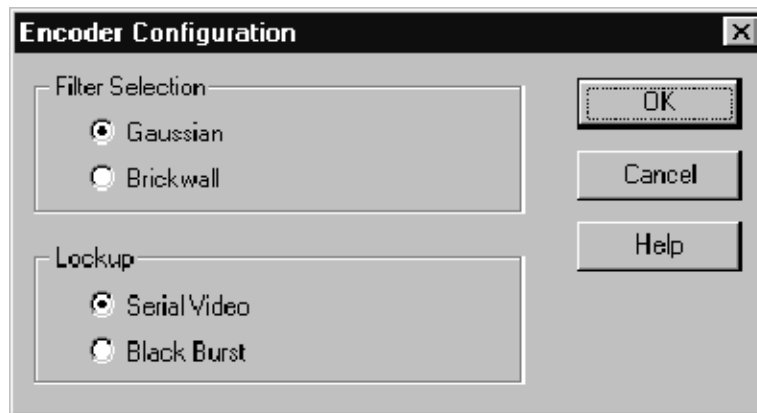 Encoder Configuration
Filter Selection
Gaussian
Brickwall
OK
Cancel
Help
Lockup
Serial Video
Black Burst